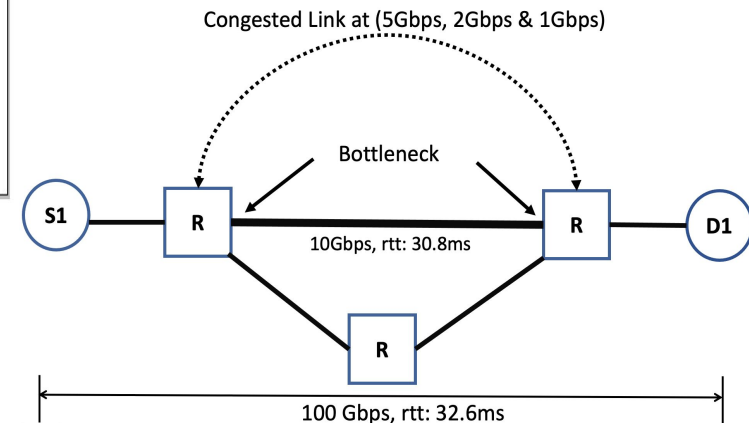 Congested Link at (5Gbps, 2Gbps & 1Gbps)
Bottleneck
S1
R
R
D1
10Gbps, rtt: 30.8ms
R
100 Gbps, rtt: 32.6ms